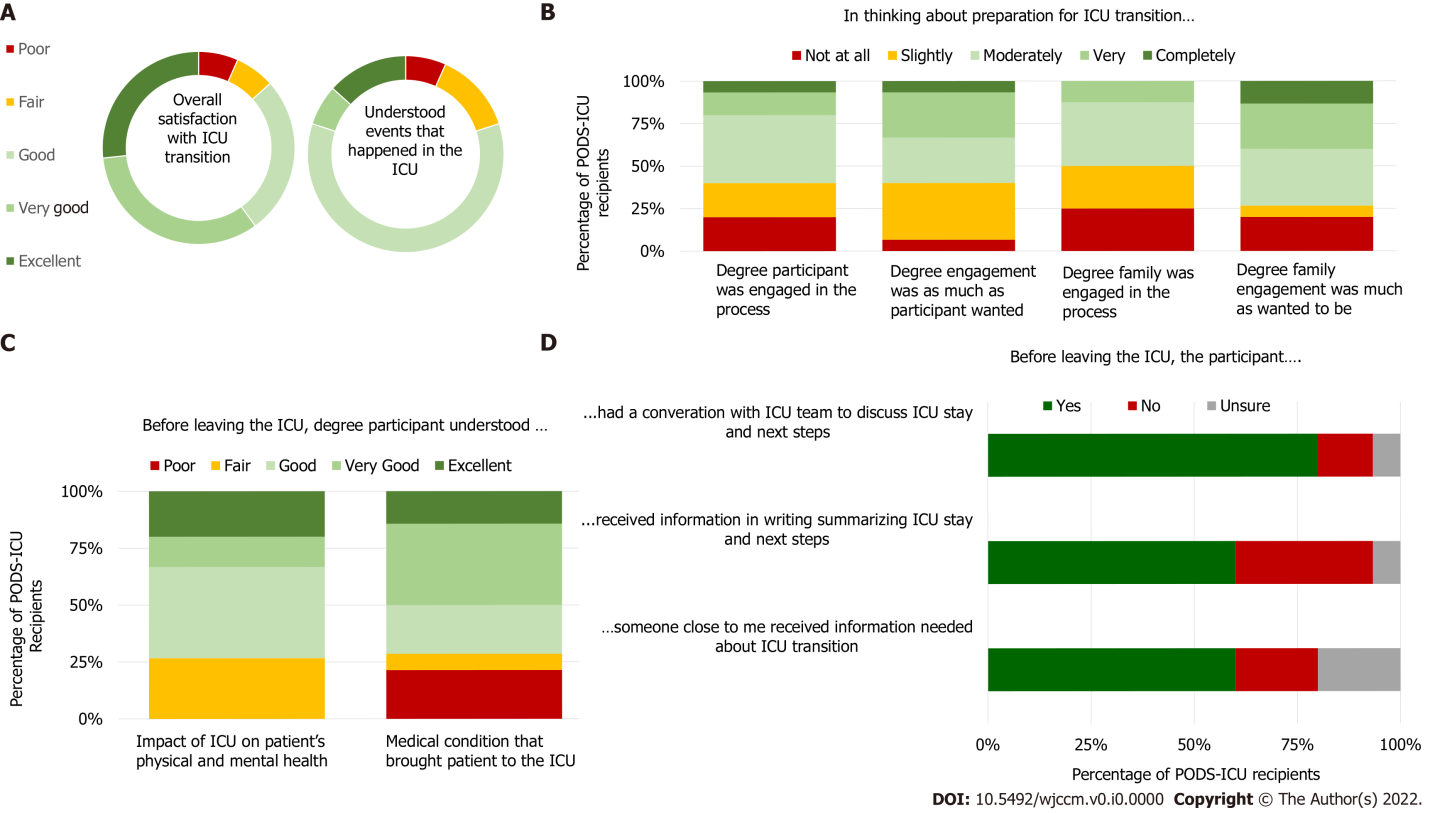 A
Poor
Fair
Good
Very good
Excellent
Overall
satisfaction
with ICU
transition
Understood
events that
happened in the
ICU
B
In thinking about preparation for ICU transition…
Not at all Slightly Moderately Very Completely
Percentage of PODS-ICU
recipients
100%
75%
50%
25%
0%
Degree participant
was engaged in the
process
Degree engagement
was as much as
participant wanted
Degree family was
engaged in the
process
Degree family
engagement was much
as wanted to be
C
Before leaving the ICU, degree participant understood …
Poor Fair Good Very Good Excellent
Percentage of PODS-ICU
Recipients
100%
75%
50%
25%
0%
Impact of ICU on patient’s
physical and mental health
Medical condition that
brought patient to the ICU
D
Before leaving the ICU, the participant….
Yes No Unsure
...had a converation with ICU team to discuss ICU stay
and next steps
...received information in writing summarizing ICU stay
and next steps
...someone close to me received information needed
about ICU transition
0% 25% 50% 75% 100%
Percentage of PODS-ICU recipients
DOI: 10.5492/wjccm.v0.i0.0000 Copyright © The Author(s) 2022.